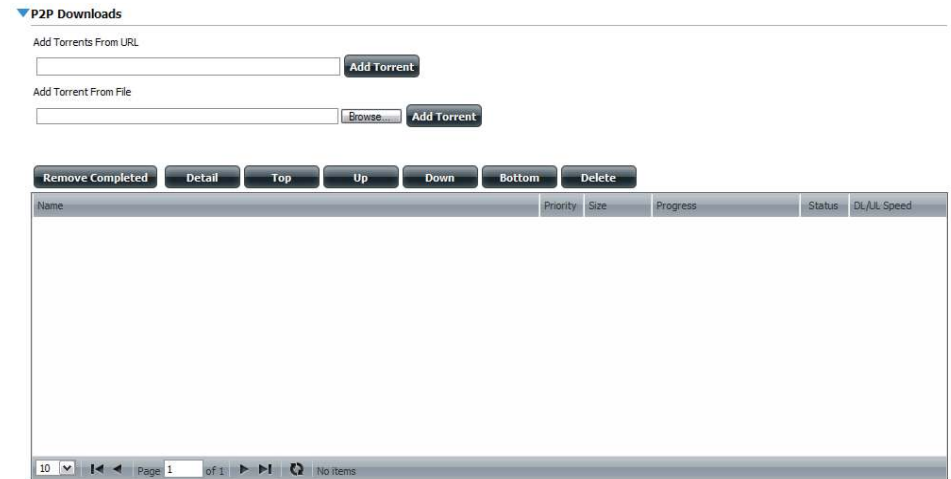 P2P Downloads
Add Torrents From URL
Add Torrent
Add Torrent From File
Browse... Add Torrent
Remove Completed Detail Top Up Down Bottom Delete
Name Priority Size Progress Status DL/UL Speed
10 Page 1 of 1 No items